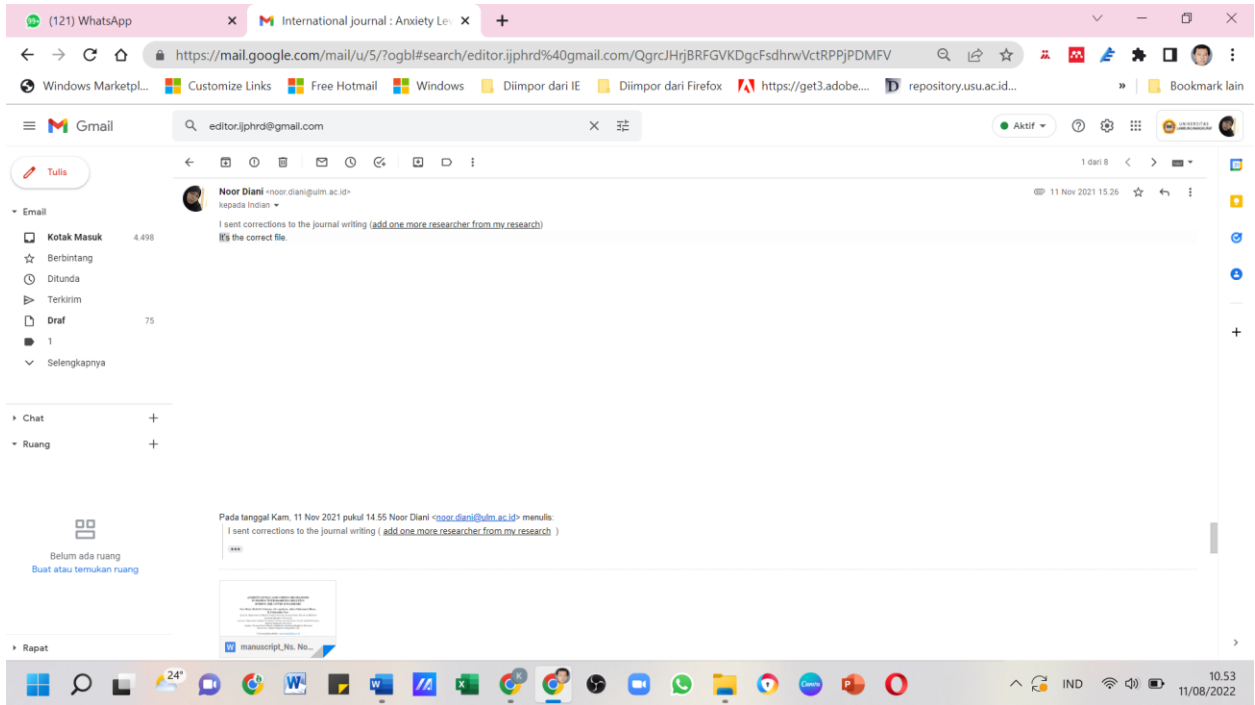 (121) WhatsApp
International journal : Anxiety Lev
https://mail.google.com/mail/u/5/?ogbl#search/editor.ijphrd%40gmail.com/QgrcJHrjBRFGVKDgcFsdhrwVctRPPjPDMFV
Windows Marketpl... Customize Links Free Hotmail Windows Diimpor dari IE Diimpor dari Firefox https://get3.adobe.... repository.usu.ac.id... » Bookmark lain
Gmail
editor.ijphrd@gmail.com
Aktif
Tulis
1 dari 8
Email
Kotak Masuk 4.498
Berbintang
Ditunda
Terkirim
Draf 75
1
Selengkapnya
Chat
Ruang
Belum ada ruang
Buat atau temukan ruang
Rapat
Noor Diani <noor.diani@ulm.ac.id>
11 Nov 2021 15.26
kepada Indian
I sent corrections to the journal writing (add one more researcher from my research)
It's the correct file.
Pada tanggal Kam, 11 Nov 2021 pukul 14.55 Noor Diani <noor.diani@ulm.ac.id> menulis:
I sent corrections to the journal writing ( add one more researcher from my research )
manuscript_Ns. No...
24°
IND
10.53
11/08/2022